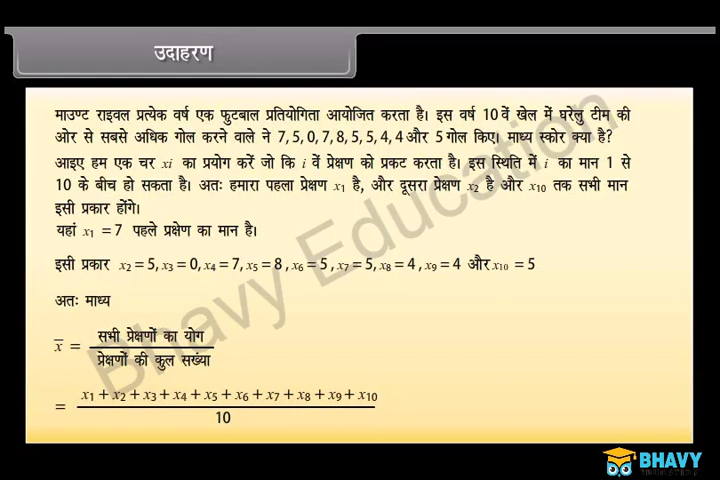 उदाहरण
माउण्ट राइवल प्रत्येक वर्ष एक फुटबाल प्रतियोगिता आयोजित करता है। इस वर्ष 10 वें खेल में घरेलु टीम की
ओर से सबसे अधिक गोल करने वाले ने 7, 5, 0, 7, 8, 5, 5, 4, 4 और 5 गोल किए। माध्य स्कोर क्या है?
आइए हम एक चर xi का प्रयोग करें जो कि i वें प्रेक्षण को प्रकट करता है। इस स्थिति में i का मान 1 से
10 के बीच हो सकता है। अतः हमारा पहला प्रेक्षण x₁ है, और दूसरा प्रेक्षण x₂ है और x₁₀ तक सभी मान
इसी प्रकार होंगे।
यहां x₁ = 7 पहले प्रक्षेण का मान है।
इसी प्रकार x₂ = 5, x₃ = 0, x₄ = 7, x₅ = 8 , x₆ = 5 , x₇ = 5, x₈ = 4 , x₉ = 4 और x₁₀ = 5
अतः माध्य
x̄ = सभी प्रेक्षणों का योग
प्रेक्षणों की कुल सख्ंया
= x₁ + x₂ + x₃ + x₄ + x₅ + x₆ + x₇ + x₈ + x₉ + x₁₀
10
Bhavy Education
BHAVY
EDUCATION